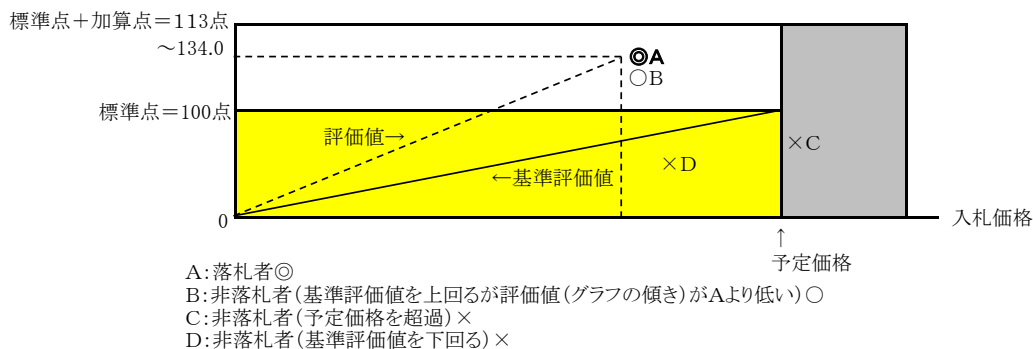 標準点＋加算点＝113点
～134.0
◎A
○B
標準点＝100点
評価値→
×C
×D
←基準評価値
0
入札価格
↑
予定価格
A：落札者◎
B：非落札者（基準評価値を上回るが評価値（グラフの傾き）がAより低い）○
C：非落札者（予定価格を超過）×
D：非落札者（基準評価値を下回る）×